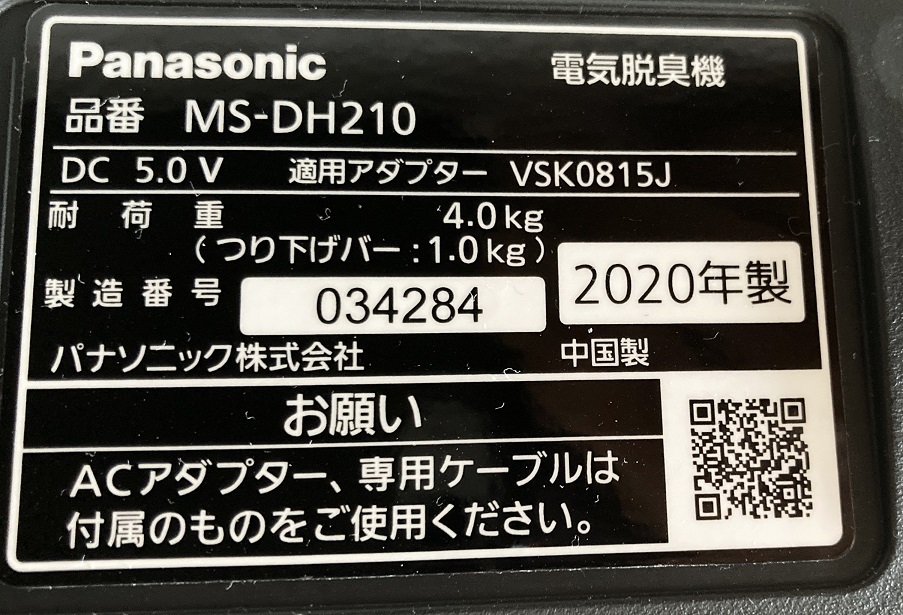 Panasonic 電気脱臭機
品番 MS-DH210
DC 5.0 V 適用アダプター VSK0815J
耐荷重 4.0kg
(つり下げバー:1.0kg)
製造番号 034284 2020年製
パナソニック株式会社 中国製
お願い
ACアダプター、専用ケーブルは
付属のものをご使用ください。